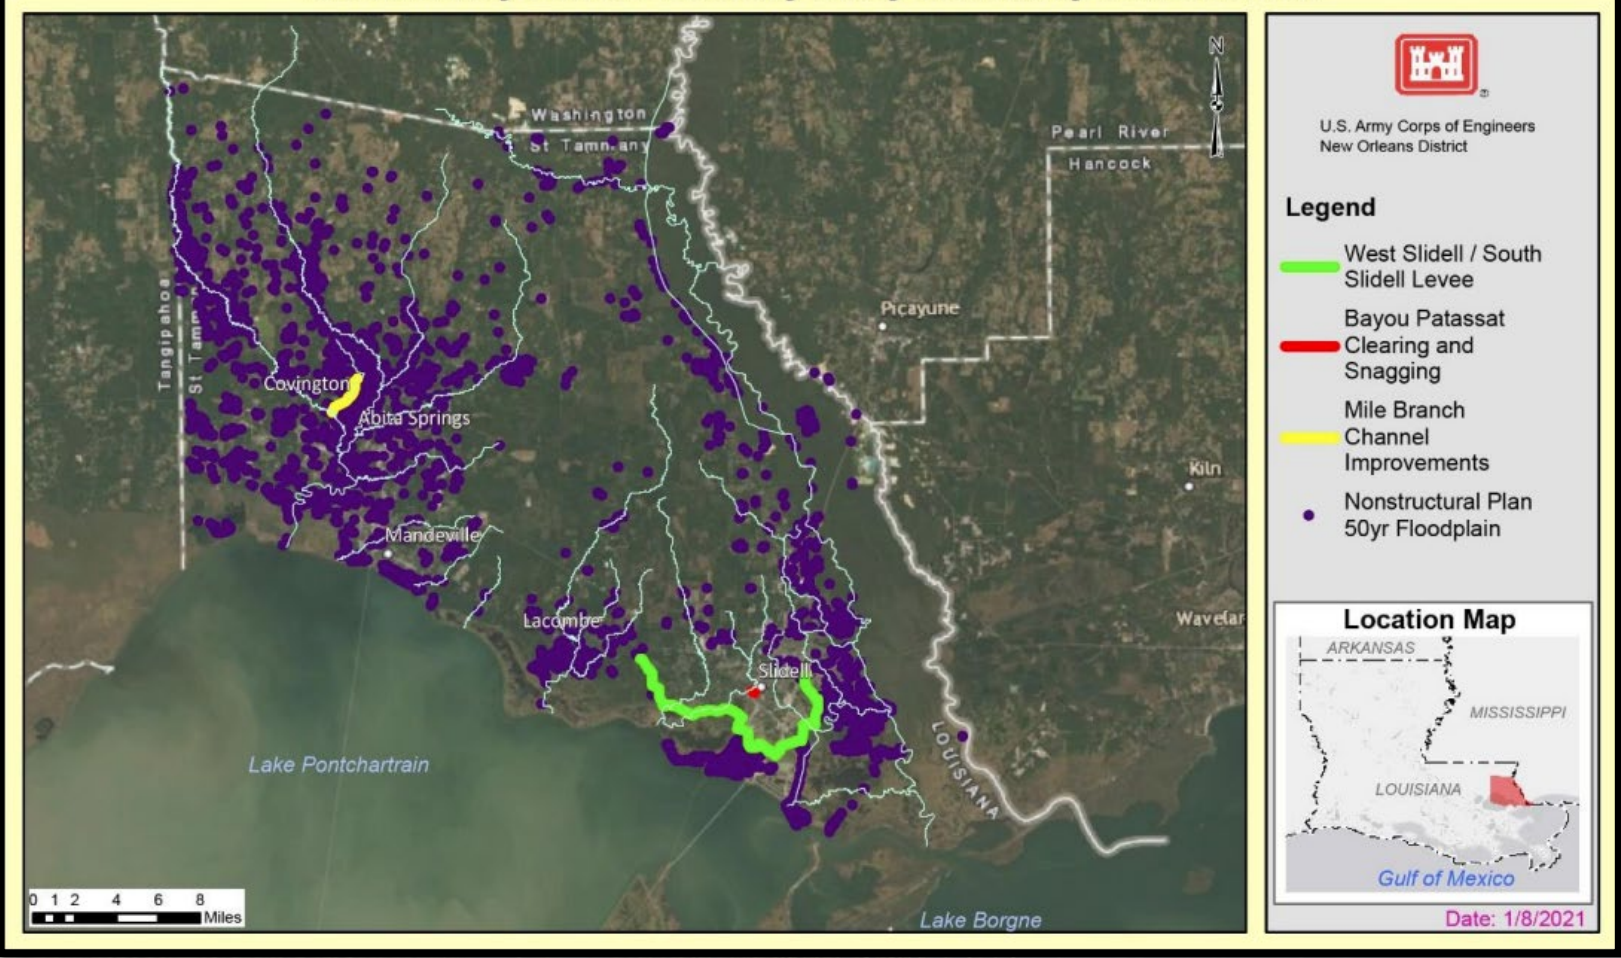 Washington
St Tammany
Pearl River
Hancock
Tangipahoa
Picayune
Covington
Abita Springs
Kiln
Mandeville
Lacombe
Slidell
Lake Pontchartrain
LOUISIANA
Lake Borgne
0 1 2 4 6 8
Miles
N
U.S. Army Corps of Engineers
New Orleans District
Legend
West Slidell / South
Slidell Levee
Bayou Patassat
Clearing and
Snagging
Mile Branch
Channel
Improvements
Nonstructural Plan
50yr Floodplain
Location Map
ARKANSAS
MISSISSIPPI
LOUISIANA
Gulf of Mexico
Date: 1/8/2021